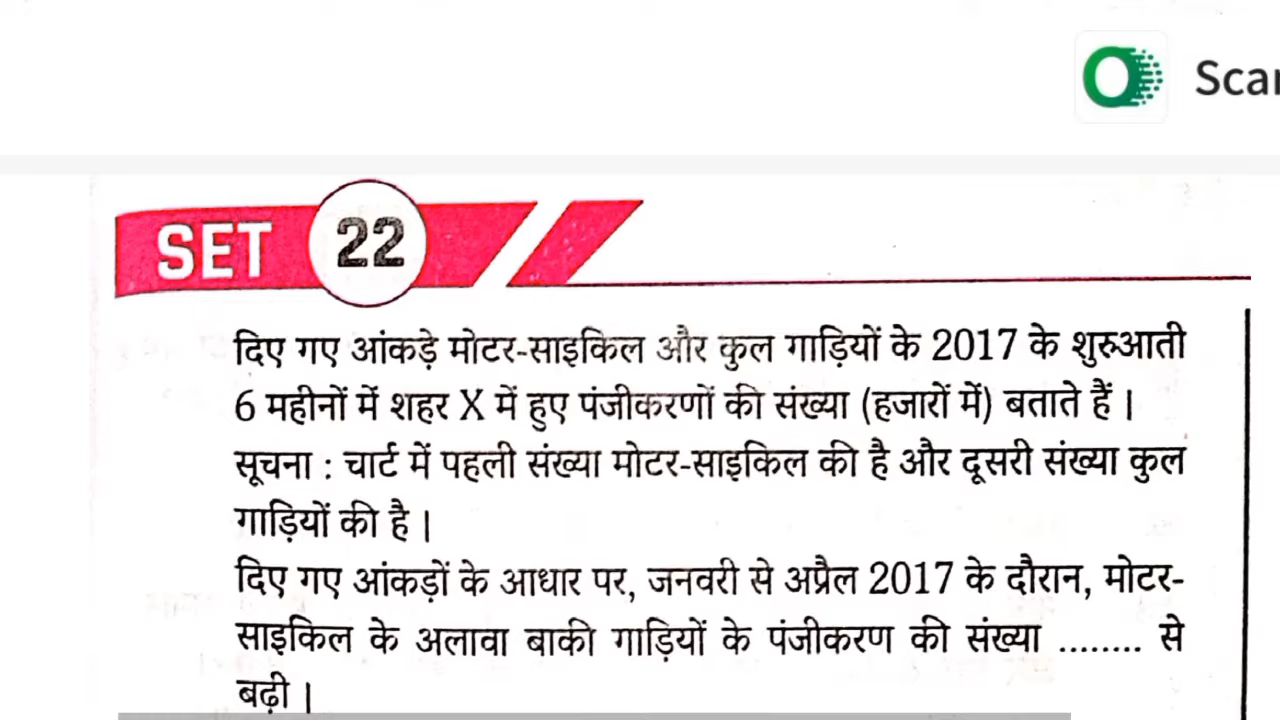 Scan
SET 22
दिए गए आंकड़े मोटर-साइकिल और कुल गाड़ियों के 2017 के शुरुआती
6 महीनों में शहर X में हुए पंजीकरणों की संख्या (हजारों में) बताते हैं |
सूचना : चार्ट में पहली संख्या मोटर-साइकिल की है और दूसरी संख्या कुल
गाड़ियों की है |
दिए गए आंकड़ों के आधार पर, जनवरी से अप्रैल 2017 के दौरान, मोटर-
साइकिल के अलावा बाकी गाड़ियों के पंजीकरण की संख्या ........ से
बढ़ी |